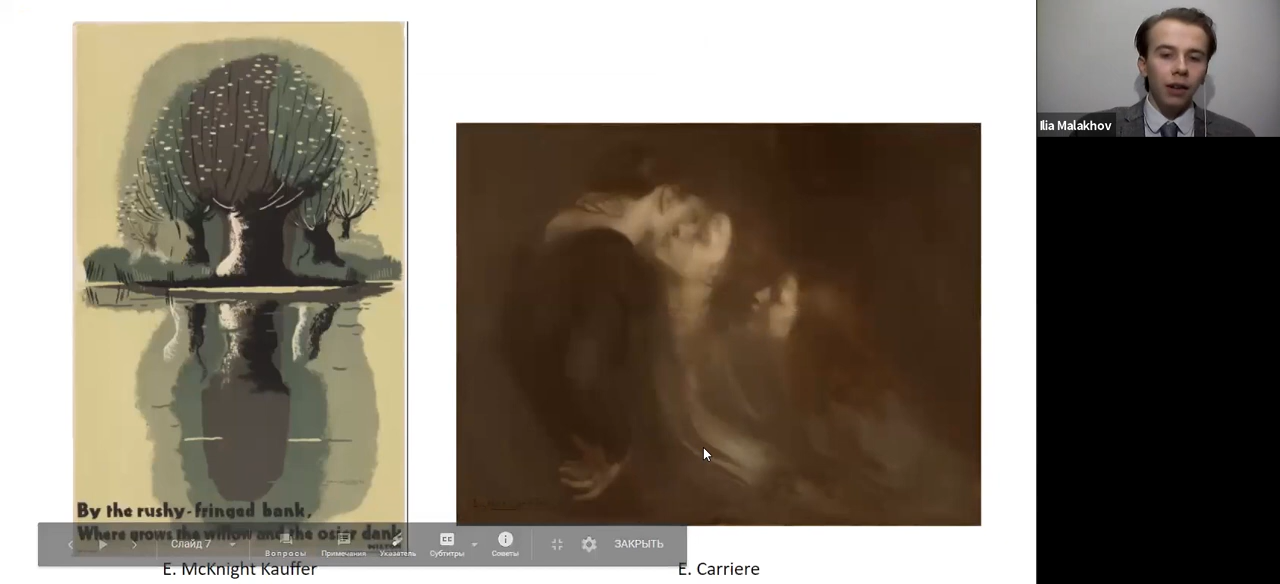 By the rushy-fringed bank,
Where grows the willow and the osier dank
MILTON
Слайд 7
Вопросы
Примечания
Указатель
Субтитры
Советы
ЗАКРЫТЬ
E. McKnight Kauffer
E. Carriere
Ilia Malakhov